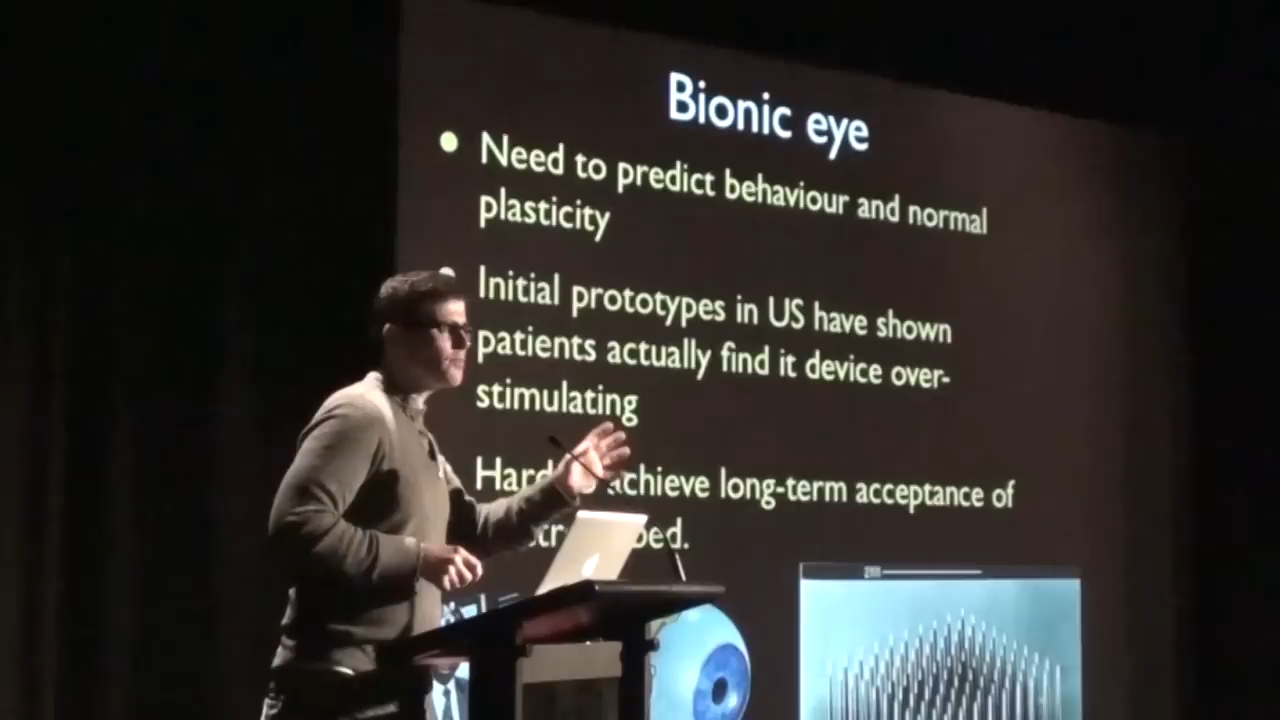 Bionic eye
Need to predict behaviour and normal
plasticity
Initial prototypes in US have shown
patients actually find it device over-
stimulating
achieve long-term acceptance of